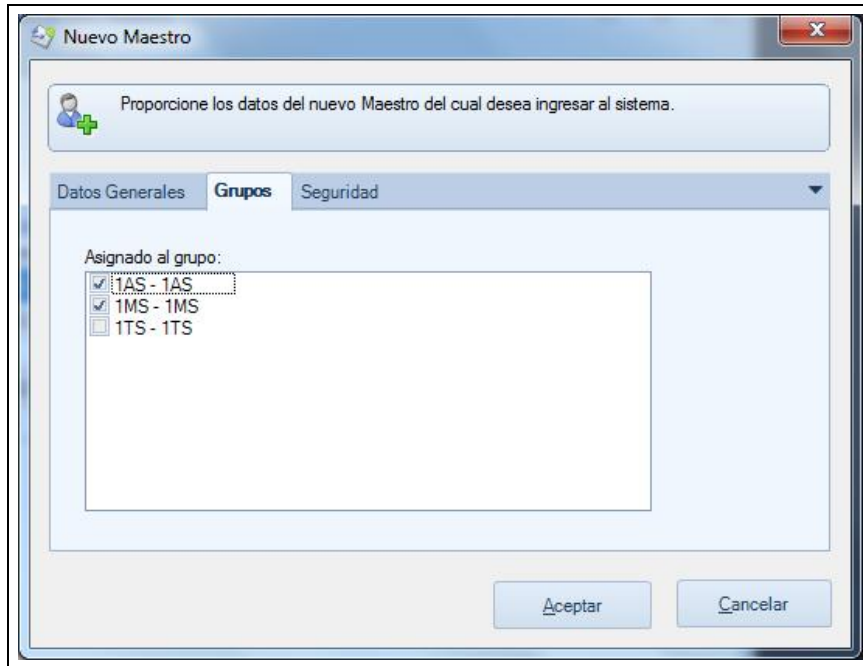 Nuevo Maestro
Proporcione los datos del nuevo Maestro del cual desea ingresar al sistema.
Datos Generales Grupos Seguridad
Asignado al grupo:
1AS - 1AS
1MS - 1MS
1TS - 1TS
Aceptar Cancelar